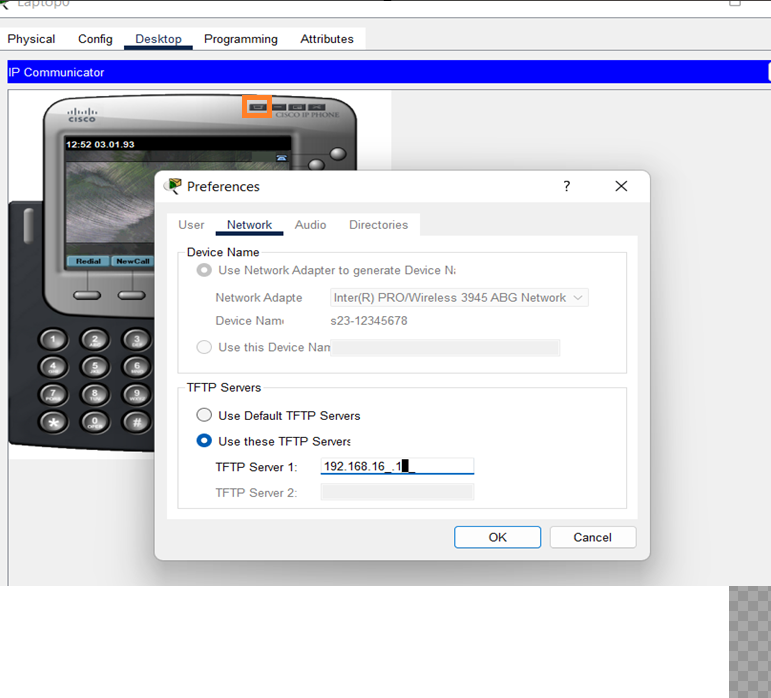 Laptop0
Physical Config Desktop Programming Attributes
IP Communicator
CISCO
CISCO IP PHONE
12:52 03.01.93
Redial NewCall
1 2 3
4 5 6
7 8 9
* 0 #
Preferences ?
User Network Audio Directories
Device Name
Use Network Adapter to generate Device Na
Network Adapte Inter(R) PRO/Wireless 3945 ABG Network
Device Name s23-12345678
Use this Device Nam
TFTP Servers
Use Default TFTP Servers
Use these TFTP Servers
TFTP Server 1: 192.168.16_.1 _
TFTP Server 2:
OK Cancel